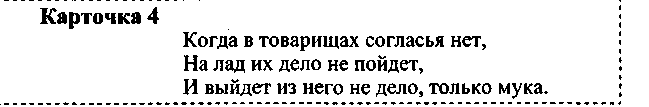 Карточка 4
Когда в товарищах согласья нет,
На лад их дело не пойдет,
И выйдет из него не дело, только мука.